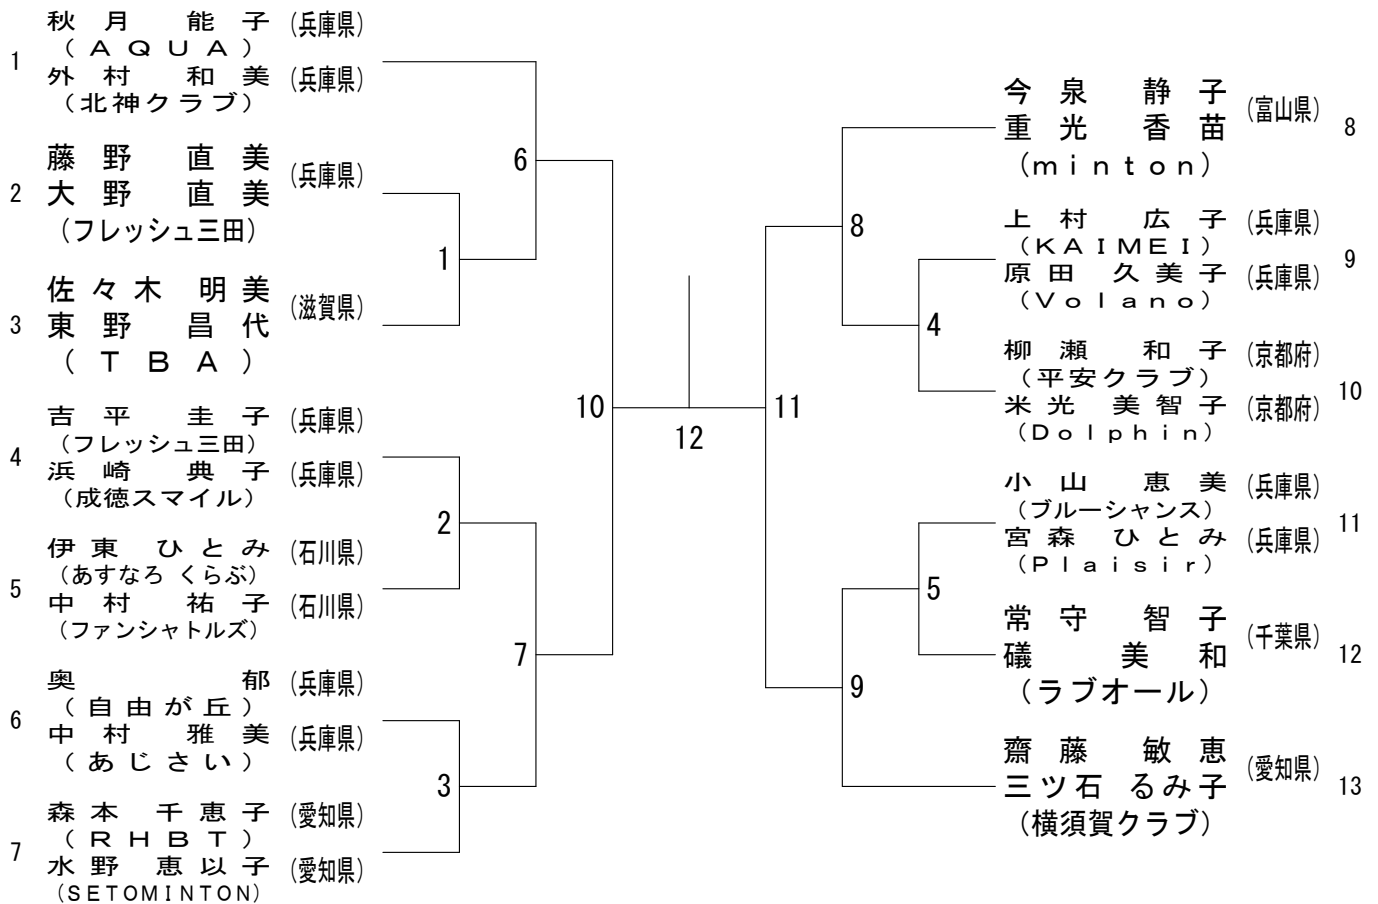 秋月 能子 (兵庫県)
(AQUA)
1
外村 和美 (兵庫県)
(北神クラブ)
藤野 直美
2 大野 直美 (兵庫県)
(フレッシュ三田)
佐々木 明美
3 東野 昌代 (滋賀県)
(TBA)
吉平 圭子 (兵庫県)
(フレッシュ三田)
4
浜崎 典子 (兵庫県)
(成徳スマイル)
伊東 ひとみ (石川県)
(あすなろ くらぶ)
5
中村 祐子 (石川県)
(ファンシャトルズ)
奥 郁 (兵庫県)
(自由が丘)
6
中村 雅美 (兵庫県)
(あじさい)
森本 千恵子 (愛知県)
(RHBT)
7
水野 恵以子 (愛知県)
(SETOMINTON)
6
1
10
2
7
3
12
8
4
11
5
9
今泉 静子
重光 香苗 (富山県) 8
(minton)
上村 広子 (兵庫県)
(KAIMEI)
9
原田 久美子 (兵庫県)
(Volano)
柳瀬 和子 (京都府)
(平安クラブ)
10
米光 美智子 (京都府)
(Dolphin)
小山 恵美 (兵庫県)
(ブルーシャンス)
11
宮森 ひとみ (兵庫県)
(Plaisir)
常守 智子
礒 美和 (千葉県) 12
(ラブオール)
齋藤 敏恵
三ツ石 るみ子 (愛知県) 13
(横須賀クラブ)